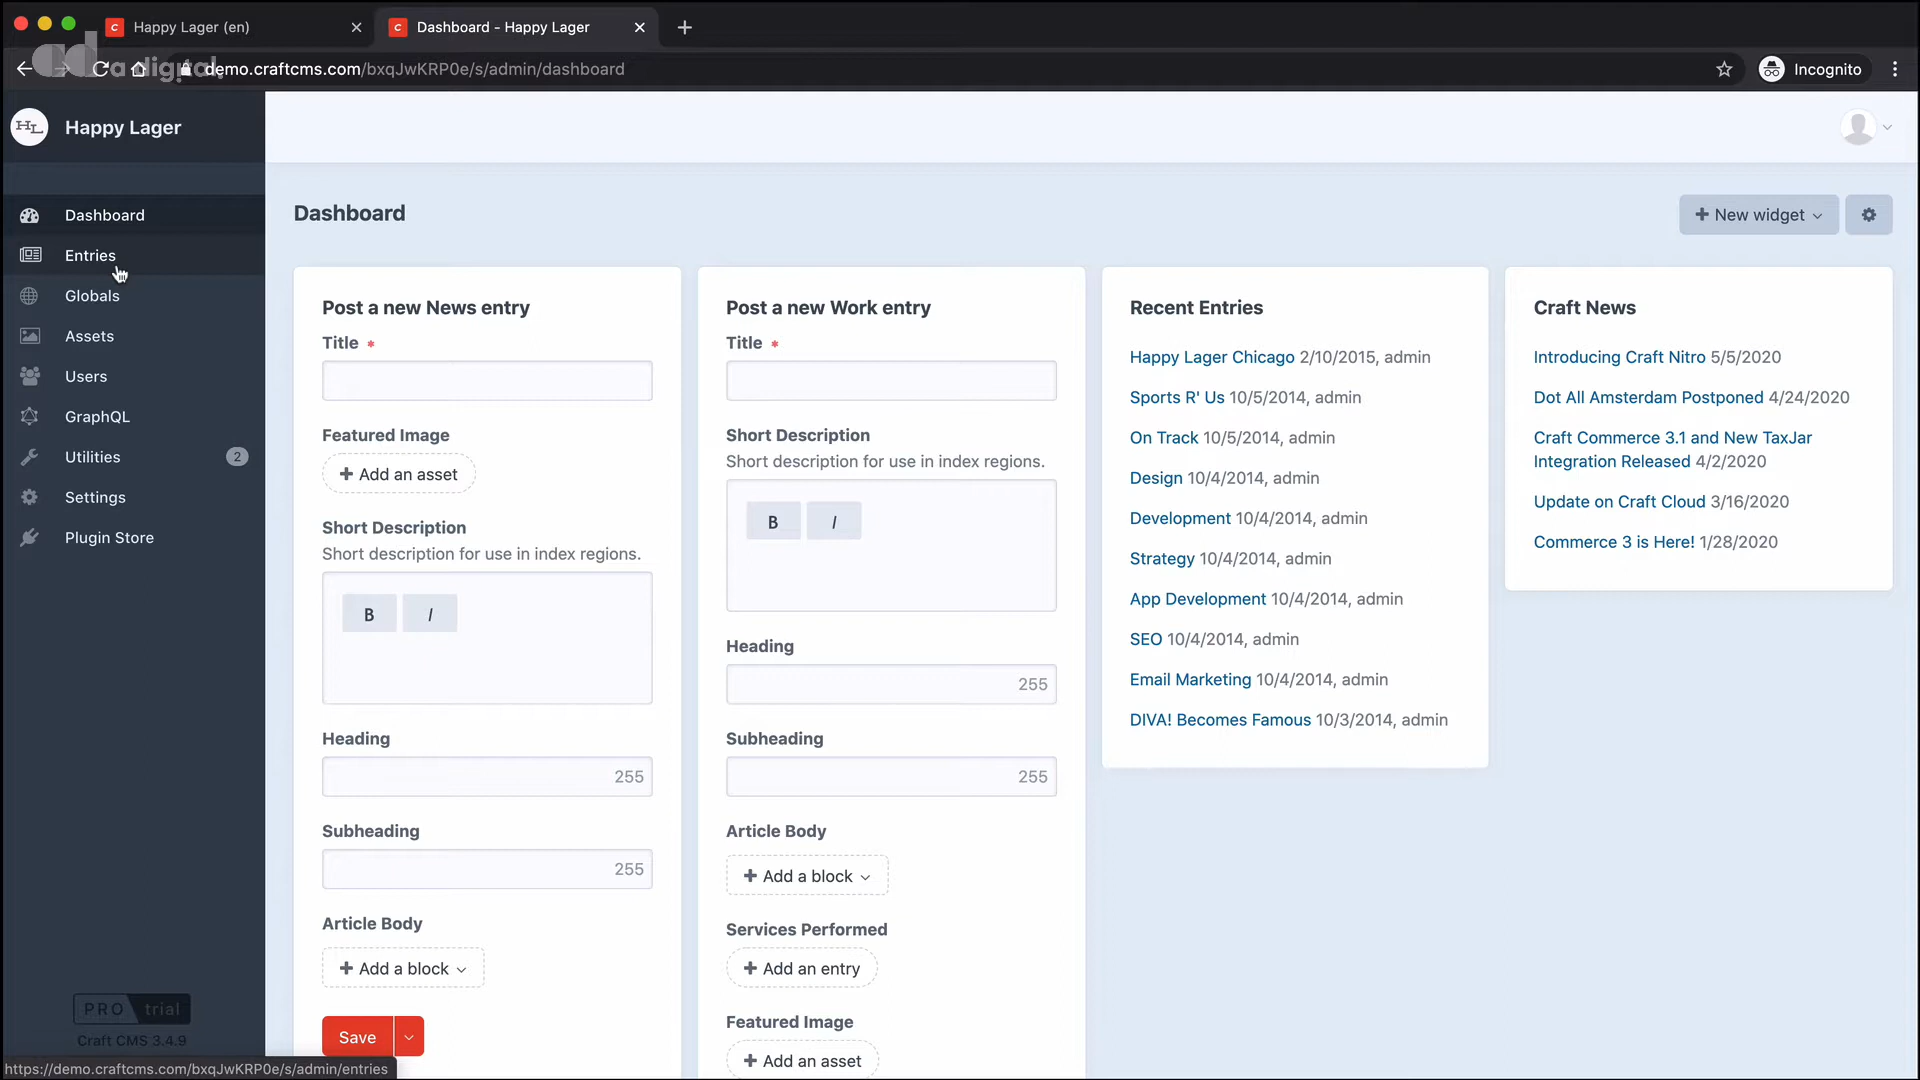 Happy Lager (en)
Dashboard - Happy Lager
a digital
demo.craftcms.com/bxqJwKRP0e/s/admin/dashboard
Incognito
HL
Happy Lager
Dashboard
Entries
Globals
Assets
Users
GraphQL
Utilities
2
Settings
Plugin Store
PRO trial
Craft CMS 3.4.9
https://demo.craftcms.com/bxqJwKRP0e/s/admin/entries
Dashboard
New widget
Post a new News entry
Title *
Featured Image
Add an asset
Short Description
Short description for use in index regions.
B I
Heading
255
Subheading
255
Article Body
Add a block
Save
Post a new Work entry
Title *
Short Description
Short description for use in index regions.
B I
Heading
255
Subheading
255
Article Body
Add a block
Services Performed
Add an entry
Featured Image
Add an asset
Recent Entries
Happy Lager Chicago 2/10/2015, admin
Sports R' Us 10/5/2014, admin
On Track 10/5/2014, admin
Design 10/4/2014, admin
Development 10/4/2014, admin
Strategy 10/4/2014, admin
App Development 10/4/2014, admin
SEO 10/4/2014, admin
Email Marketing 10/4/2014, admin
DIVA! Becomes Famous 10/3/2014, admin
Craft News
Introducing Craft Nitro 5/5/2020
Dot All Amsterdam Postponed 4/24/2020
Craft Commerce 3.1 and New TaxJar
Integration Released 4/2/2020
Update on Craft Cloud 3/16/2020
Commerce 3 is Here! 1/28/2020